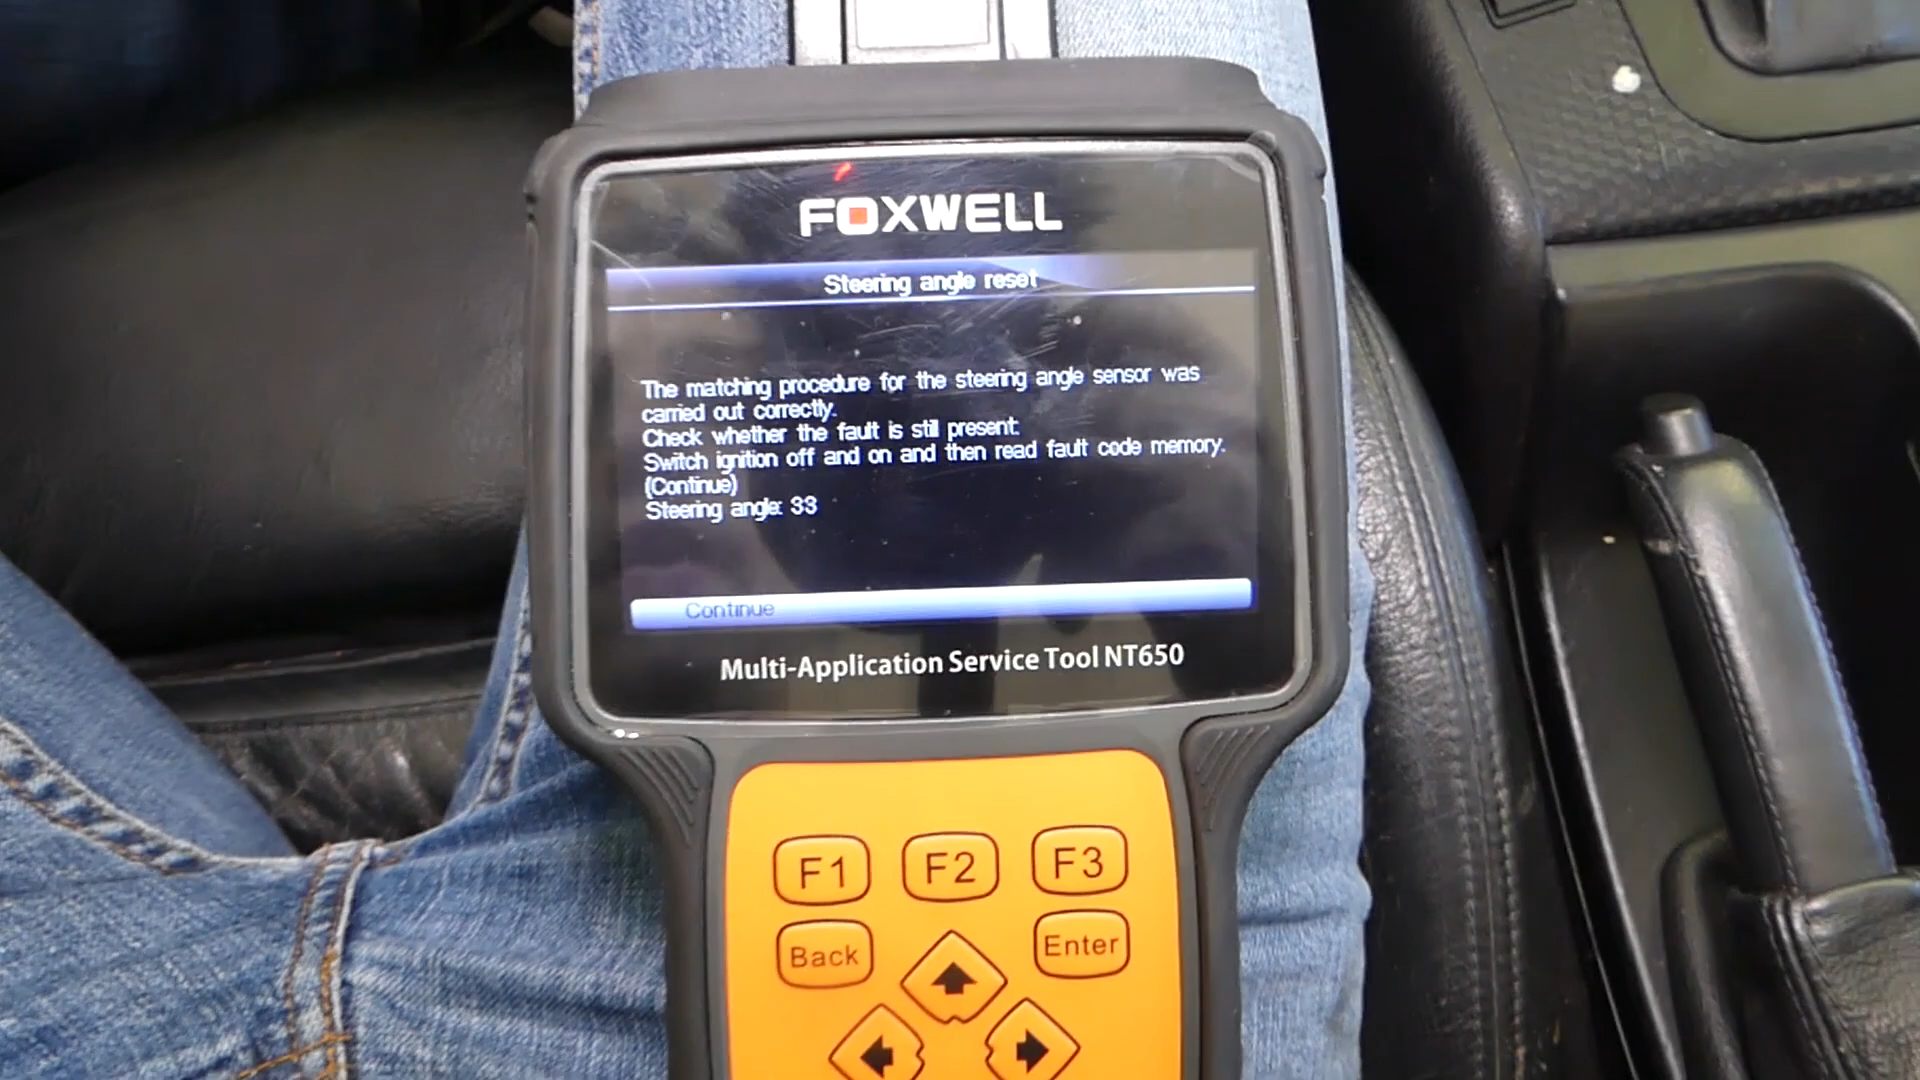 FOXWELL
Steering angle reset
The matching procedure for the steering angle sensor was
carried out correctly.
Check whether the fault is still present.
Switch ignition off and on and then read fault code memory.
(Continue)
Steering angle: 33
Continue
Multi-Application Service Tool NT650
F1 F2 F3
Back Enter